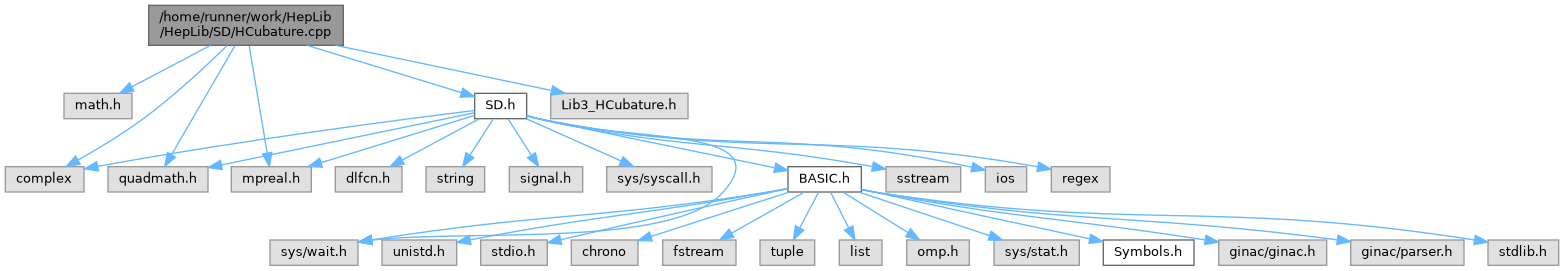 /home/runner/work/HepLib
/HepLib/SD/HCubature.cpp
math.h
SD.h
Lib3_HCubature.h
complex
quadmath.h
mpreal.h
dlfcn.h
string
signal.h
sys/syscall.h
BASIC.h
sstream
ios
regex
sys/wait.h
unistd.h
stdio.h
chrono
fstream
tuple
list
omp.h
sys/stat.h
Symbols.h
ginac/ginac.h
ginac/parser.h
stdlib.h